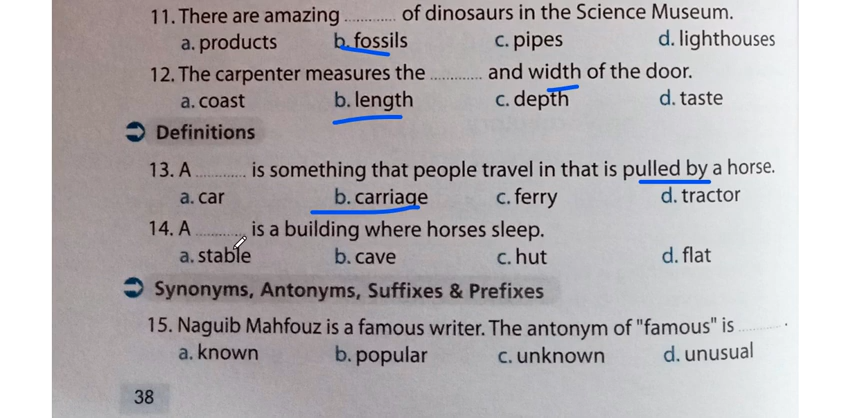 11. There are amazing ............ of dinosaurs in the Science Museum.
a. products b. fossils c. pipes d. lighthouses
12. The carpenter measures the ............ and width of the door.
a. coast b. length c. depth d. taste
Definitions
13. A ............ is something that people travel in that is pulled by a horse.
a. car b. carriage c. ferry d. tractor
14. A ............ is a building where horses sleep.
a. stable b. cave c. hut d. flat
Synonyms, Antonyms, Suffixes & Prefixes
15. Naguib Mahfouz is a famous writer. The antonym of "famous" is ............ .
a. known b. popular c. unknown d. unusual
38